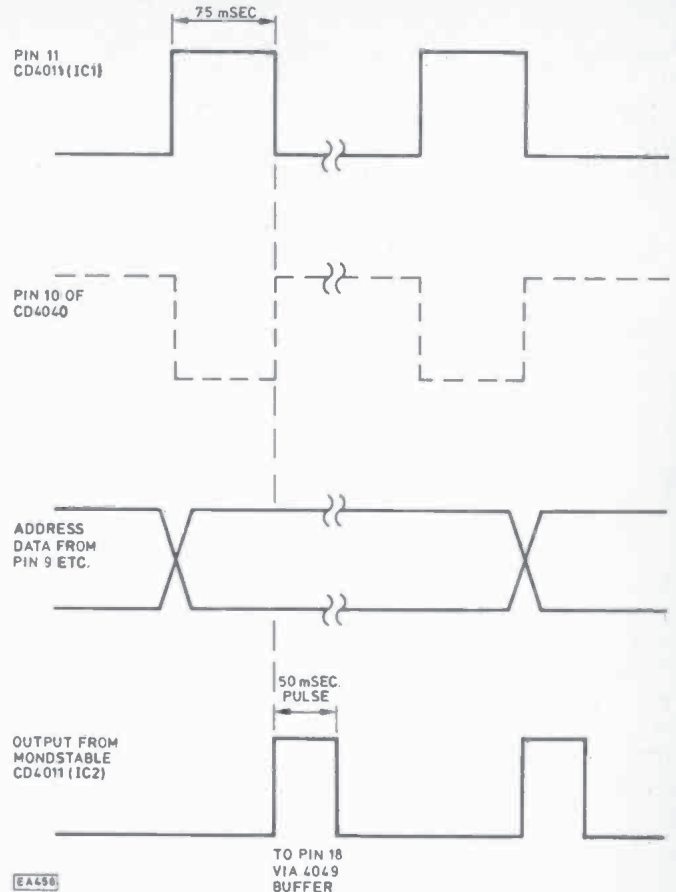 75 mSEC
PIN 11
CD4011 (IC1)
PIN 10 OF
CD4040
ADDRESS
DATA FROM
PIN 9 ETC.
50 mSEC.
PULSE
OUTPUT FROM
MONDSTABLE
CD4011 (IC2)
TO PIN 18
VIA 4049
BUFFER
EA456